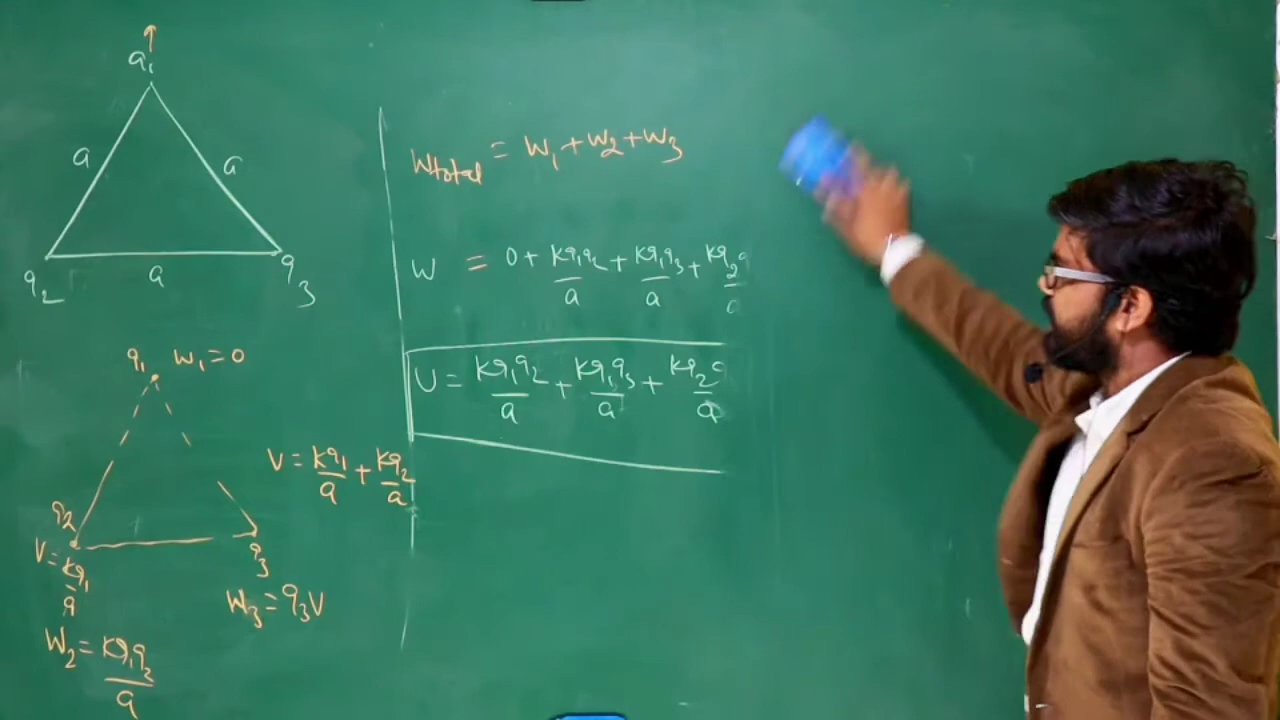 q₁
a a
q₂ a q₃
q₁ W₁ = 0
q₂
V = kq₁/a
q₃
V = kq₁/a + kq₂/a
W₃ = q₃V
W₂ = kq₁q₂/a
Wtotal = W₁ + W₂ + W₃
W = 0 + kq₁q₂/a + kq₁q₃/a + kq₂
U = kq₁q₂/a + kq₁q₃/a + kq₂ /a